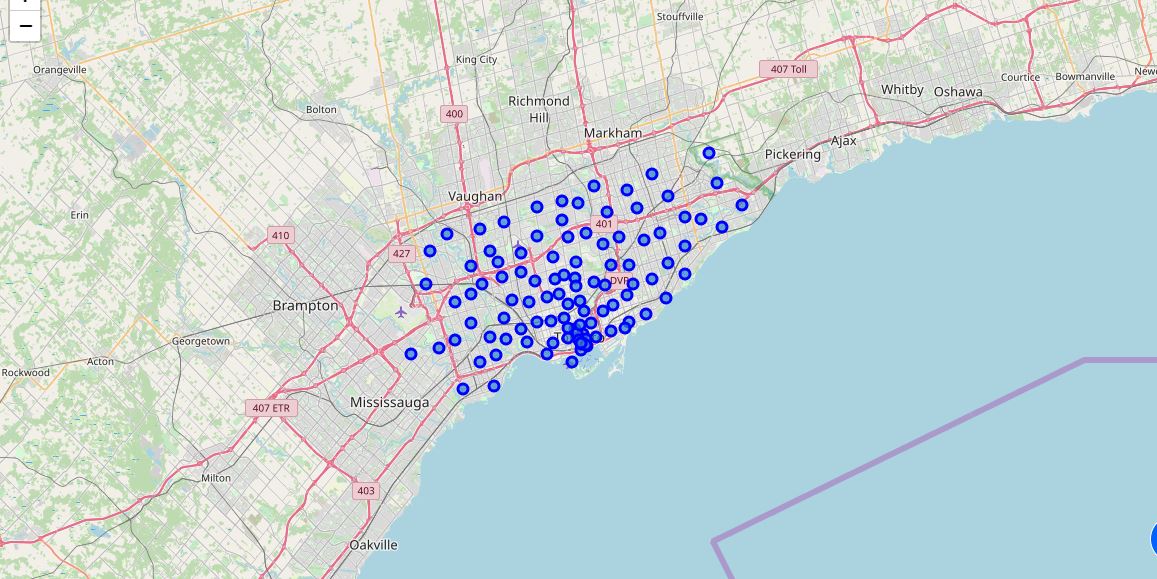 −
Stouffville
Orangeville
King City
407 Toll
Courtice
Bowmanville
Whitby
Oshawa
Richmond
Hill
Bolton
400
Markham
Ajax
Pickering
Vaughan
Erin
401
410
427
DVP
Brampton
Georgetown
Acton
Rockwood
Mississauga
407 ETR
Milton
403
Oakville